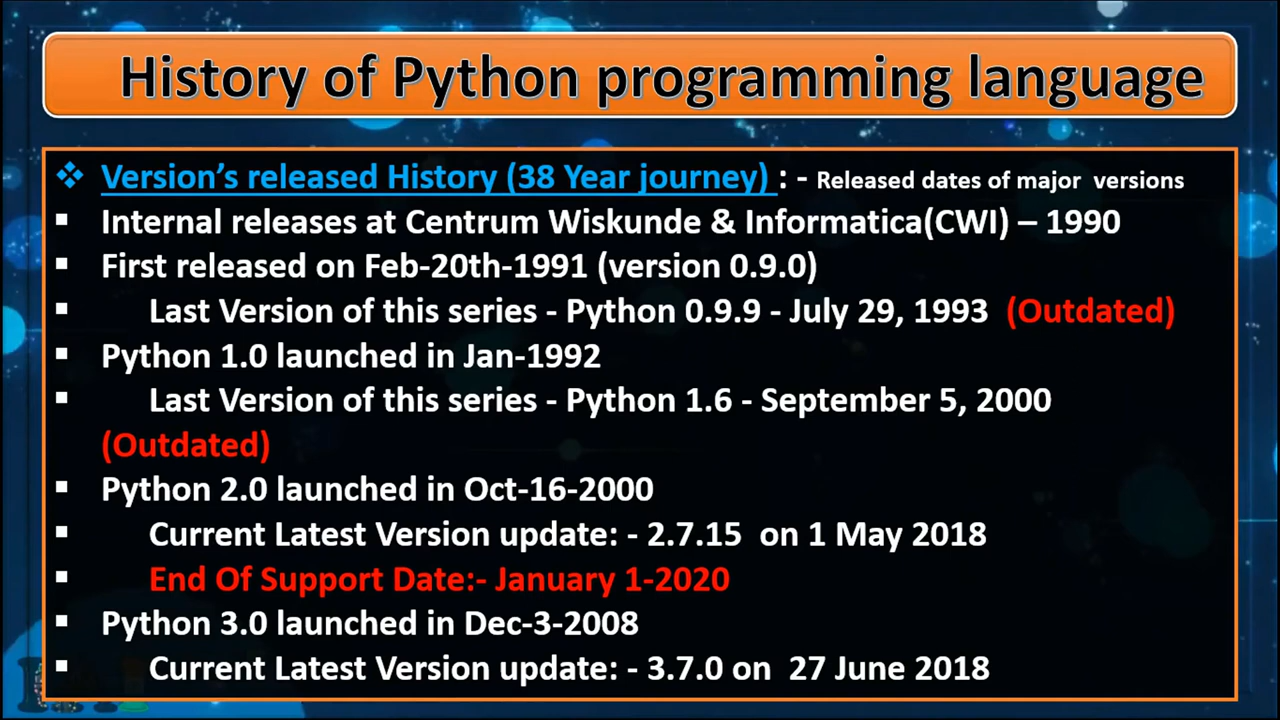 History of Python programming language
❖ Version's released History (38 Year journey) : - Released dates of major versions
▪ Internal releases at Centrum Wiskunde & Informatica(CWI) – 1990
▪ First released on Feb-20th-1991 (version 0.9.0)
▪ Last Version of this series - Python 0.9.9 - July 29, 1993 (Outdated)
▪ Python 1.0 launched in Jan-1992
▪ Last Version of this series - Python 1.6 - September 5, 2000
(Outdated)
▪ Python 2.0 launched in Oct-16-2000
▪ Current Latest Version update: - 2.7.15 on 1 May 2018
▪ End Of Support Date:- January 1-2020
▪ Python 3.0 launched in Dec-3-2008
▪ Current Latest Version update: - 3.7.0 on 27 June 2018